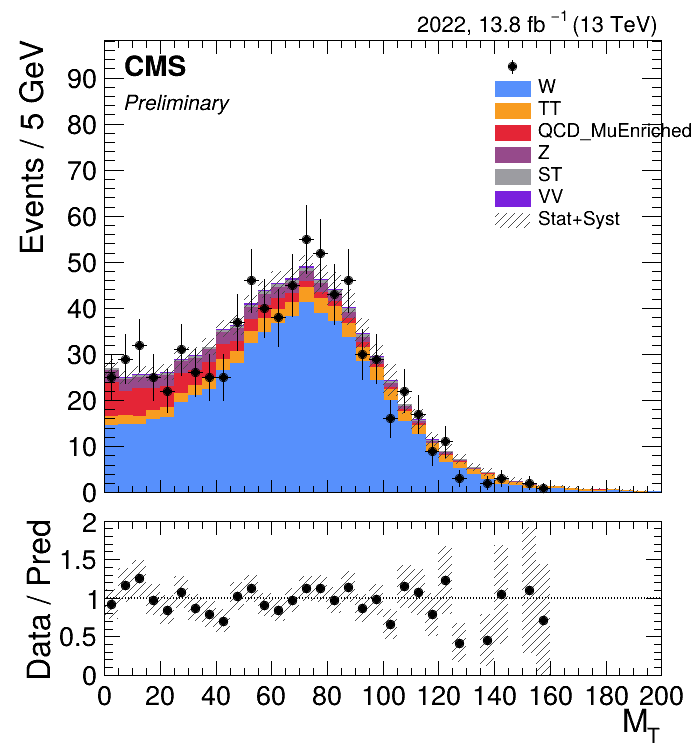 2022, 13.8 fb⁻¹ (13 TeV)
CMS
Preliminary
W
TT
QCD_MuEnriched
Z
ST
VV
Stat+Syst
Events / 5 GeV
90
80
70
60
50
40
30
20
10
0
Data / Pred
2
1.5
1
0.5
0
0 20 40 60 80 100 120 140 160 180 200
M_T